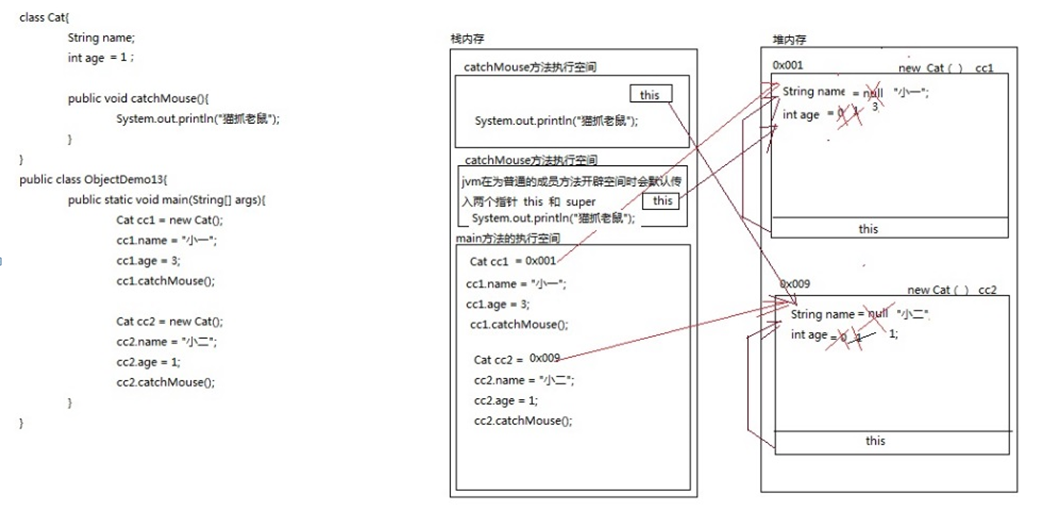 class Cat{
String name;
int age = 1 ;
public void catchMouse(){
System.out.println("猫抓老鼠");
}
}
public class ObjectDemo13{
public static void main(String[] args){
Cat cc1 = new Cat();
cc1.name = "小一";
cc1.age = 3;
cc1.catchMouse();
Cat cc2 = new Cat();
cc2.name = "小二";
cc2.age = 1;
cc2.catchMouse();
}
}
栈内存
catchMouse方法执行空间
this
System.out.println("猫抓老鼠");
catchMouse方法执行空间
jvm在为普通的成员方法开辟空间时会默认传
入两个指针 this 和 super
this
System.out.println("猫抓老鼠");
main方法的执行空间
Cat cc1 = 0x001
cc1.name = "小一";
cc1.age = 3;
cc1.catchMouse();
Cat cc2 = 0x009
cc2.name = "小二";
cc2.age = 1;
cc2.catchMouse();
堆内存
0x001
new Cat ( ) cc1
String name = null "小一";
int age = 0 1 3
this
0x009
new Cat ( ) cc2
String name = null "小二"
int age = 0 1 1;
this